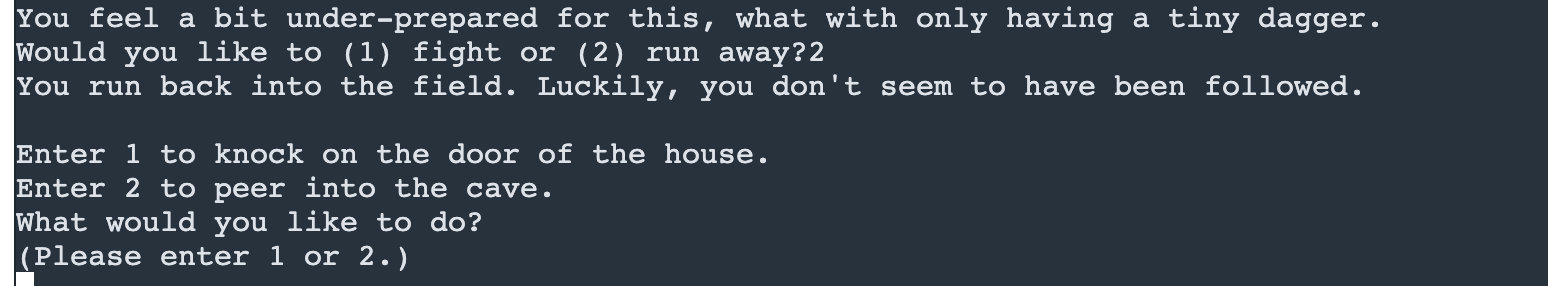 You feel a bit under-prepared for this, what with only having a tiny dagger.
Would you like to (1) fight or (2) run away?2
You run back into the field. Luckily, you don't seem to have been followed.
Enter 1 to knock on the door of the house.
Enter 2 to peer into the cave.
What would you like to do?
(Please enter 1 or 2.)